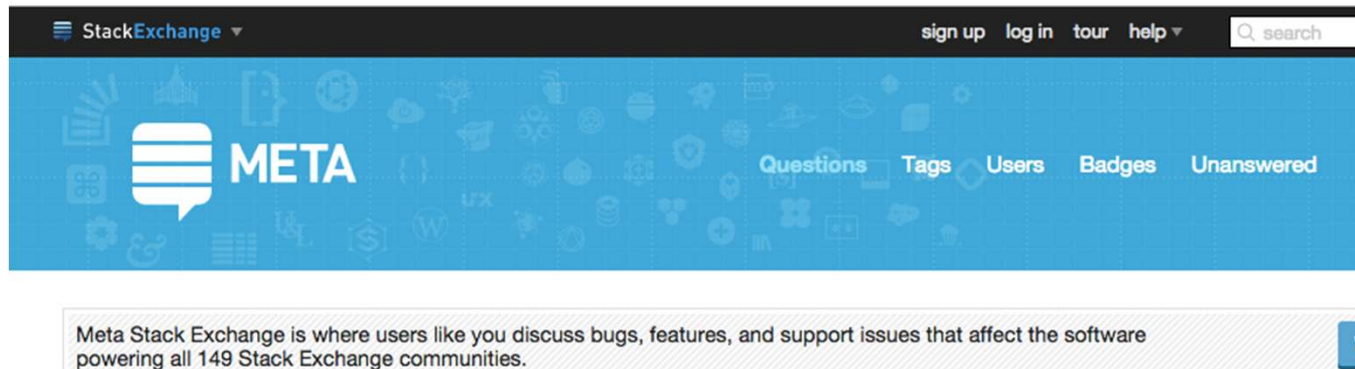 StackExchange
sign up log in tour help search
META
Questions Tags Users Badges Unanswered
UX
W
Meta Stack Exchange is where users like you discuss bugs, features, and support issues that affect the software
powering all 149 Stack Exchange communities.